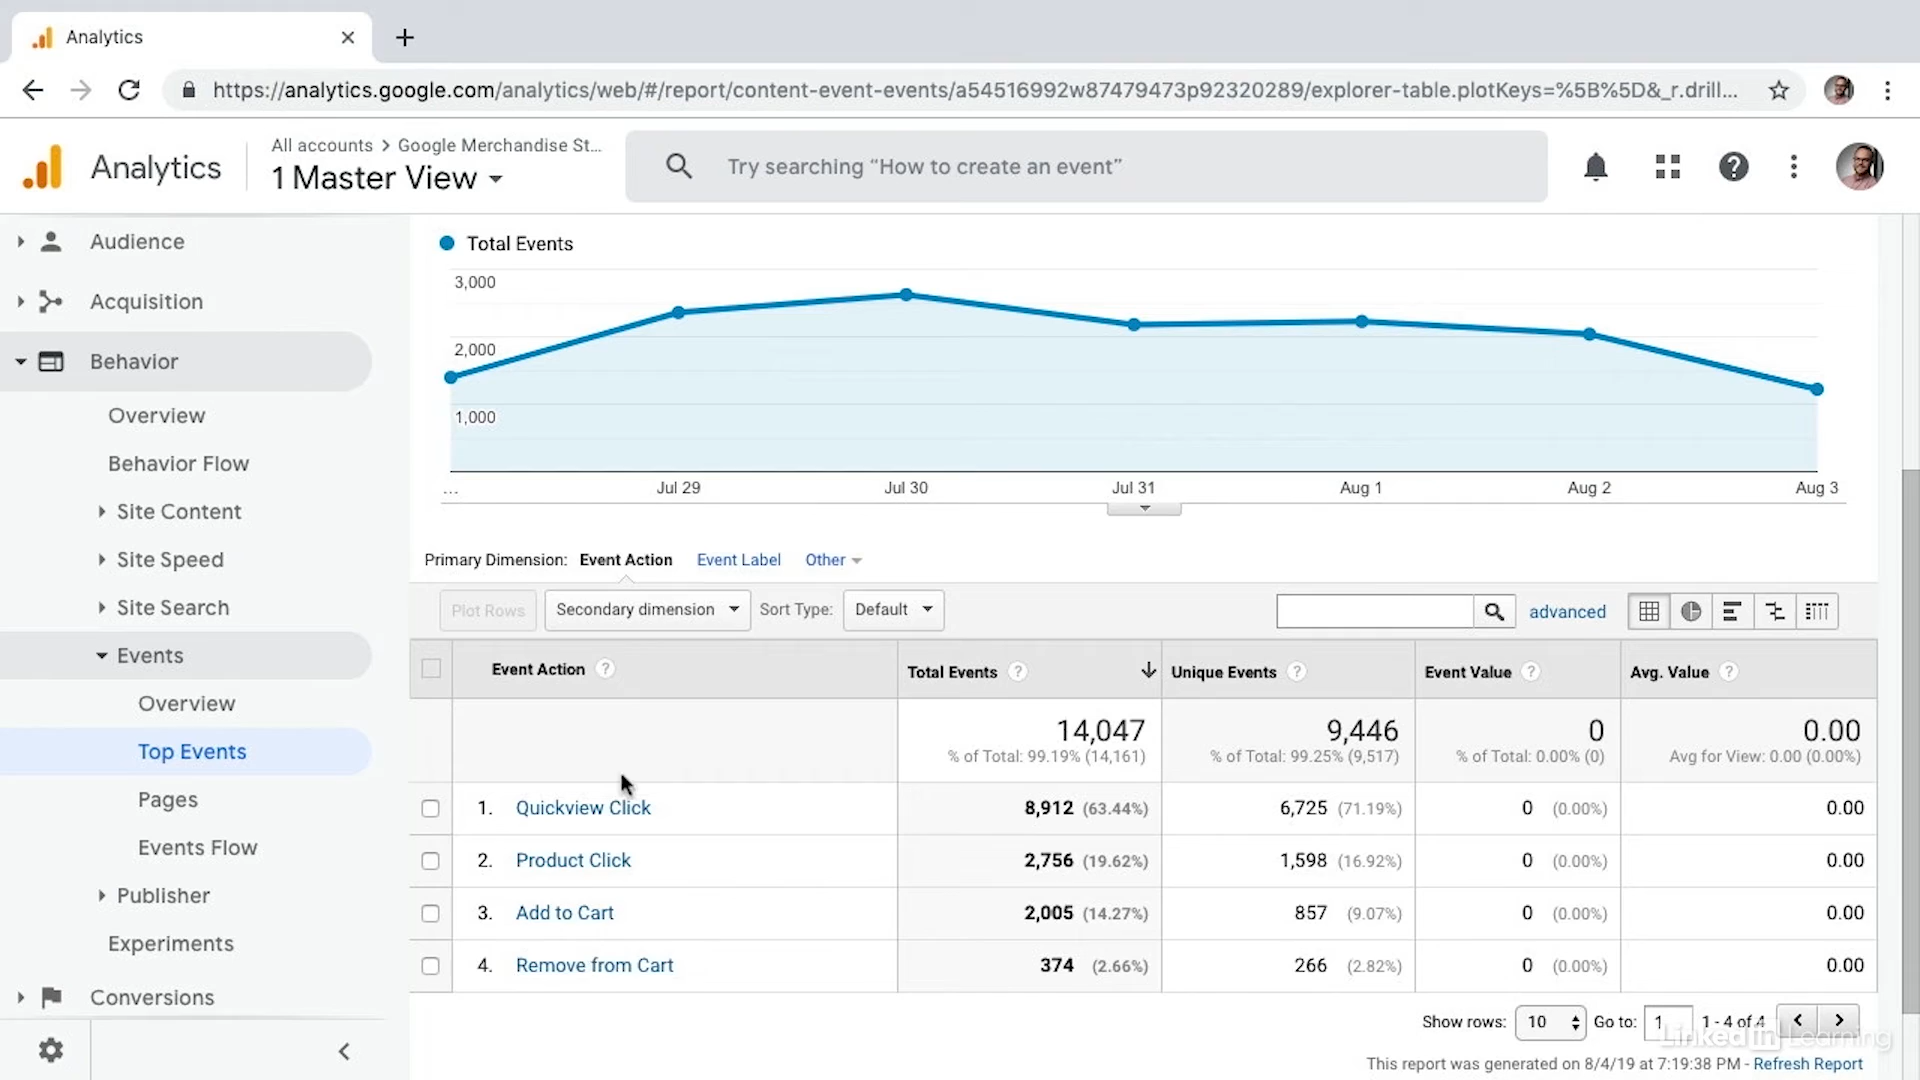 Analytics
https://analytics.google.com/analytics/web/#/report/content-event-events/a54516992w87479473p92320289/explorer-table.plotKeys=%5B%5D&_r.drill...
Analytics
All accounts > Google Merchandise St...
1 Master View
Try searching “How to create an event”
Audience
Acquisition
Behavior
Overview
Behavior Flow
Site Content
Site Speed
Site Search
Events
Overview
Top Events
Pages
Events Flow
Publisher
Experiments
Conversions
Total Events
3,000
2,000
1,000
... Jul 29 Jul 30 Jul 31 Aug 1 Aug 2 Aug 3
Primary Dimension: Event Action Event Label Other
Plot Rows Secondary dimension Sort Type: Default advanced
Event Action ? Total Events ? Unique Events ? Event Value ? Avg. Value ?
14,047 9,446 0 0.00
% of Total: 99.19% (14,161) % of Total: 99.25% (9,517) % of Total: 0.00% (0) Avg for View: 0.00 (0.00%)
1. Quickview Click 8,912 (63.44%) 6,725 (71.19%) 0 (0.00%) 0.00
2. Product Click 2,756 (19.62%) 1,598 (16.92%) 0 (0.00%) 0.00
3. Add to Cart 2,005 (14.27%) 857 (9.07%) 0 (0.00%) 0.00
4. Remove from Cart 374 (2.66%) 266 (2.82%) 0 (0.00%) 0.00
Show rows: 10 Go to: 1 1 - 4 of 4
LinkedIn Learning
This report was generated on 8/4/19 at 7:19:38 PM - Refresh Report